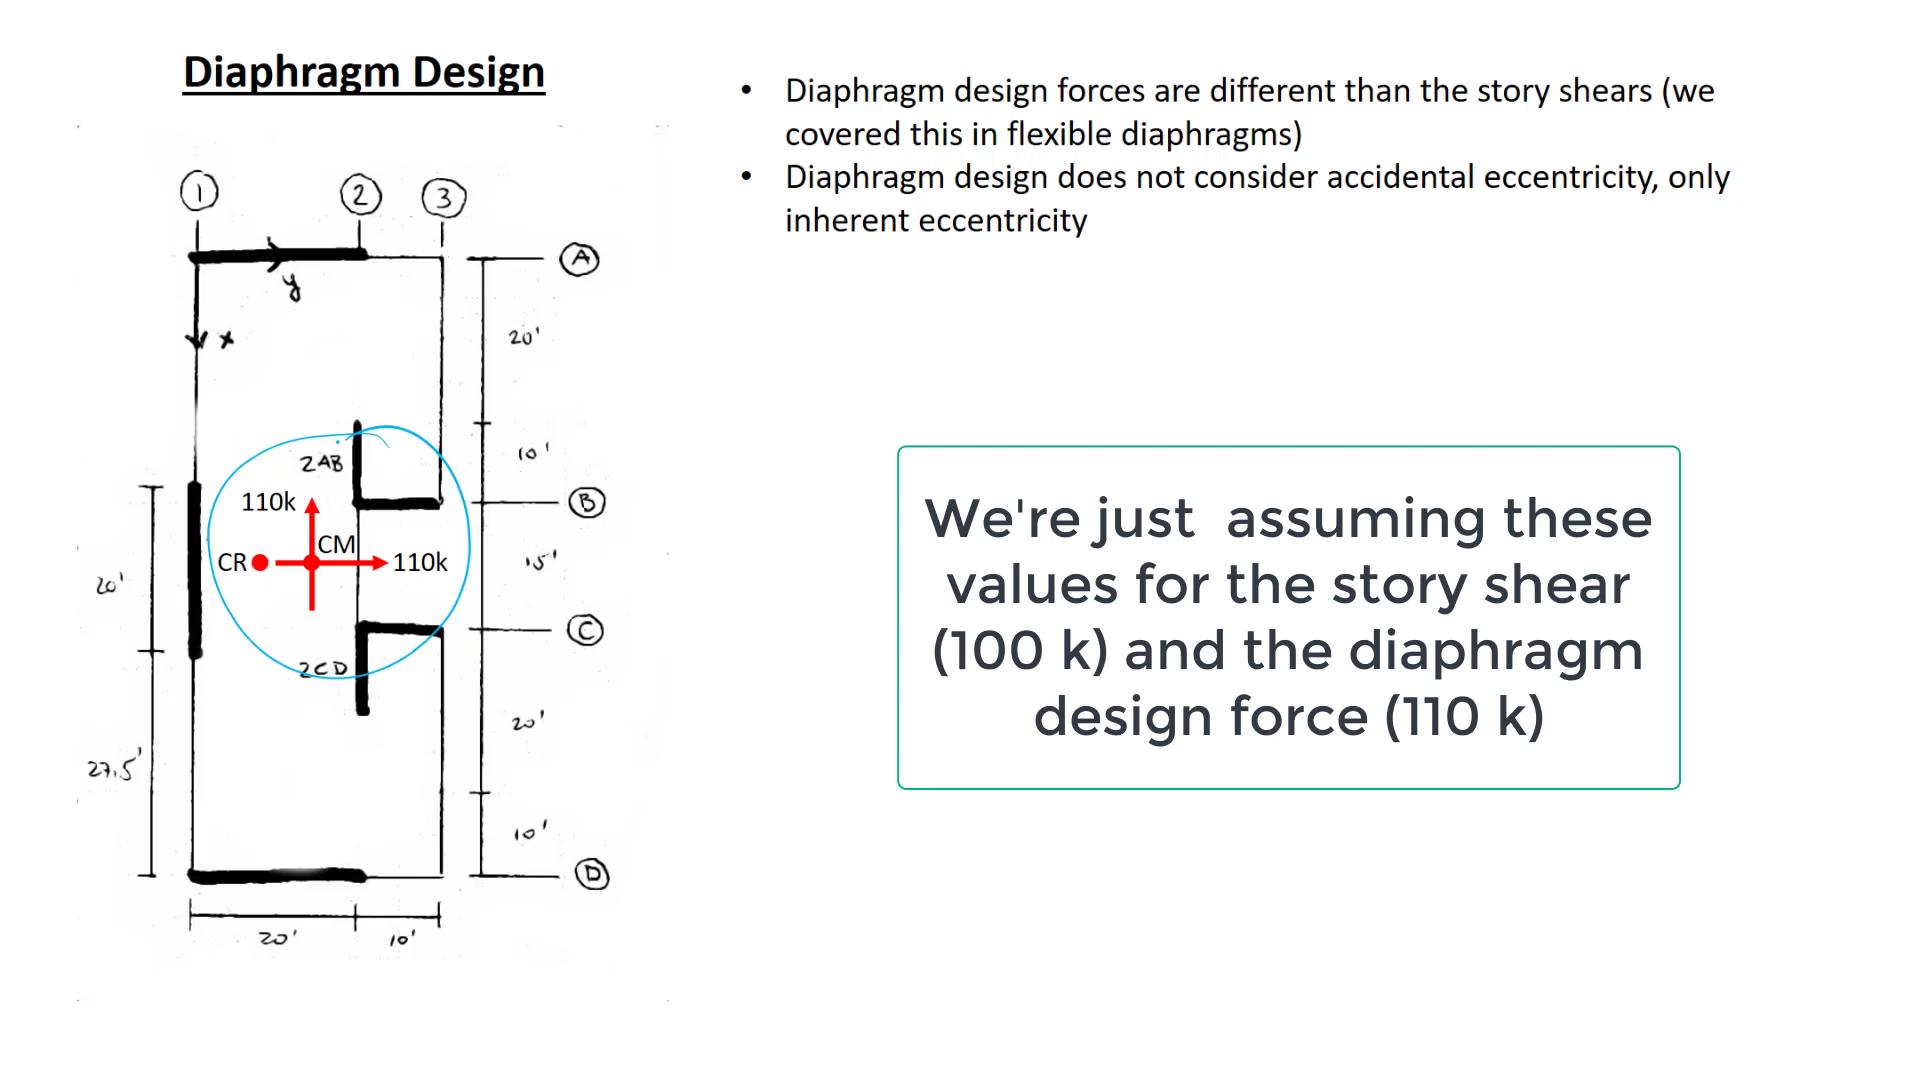 Diaphragm Design
• Diaphragm design forces are different than the story shears (we
covered this in flexible diaphragms)
• Diaphragm design does not consider accidental eccentricity, only
inherent eccentricity
1
2
3
A
y
x
20'
10'
2AB
110k
B
CM
CR
110k
15'
20'
C
2CD
20'
27.5'
10'
D
20'
10'
We're just assuming these
values for the story shear
(100 k) and the diaphragm
design force (110 k)